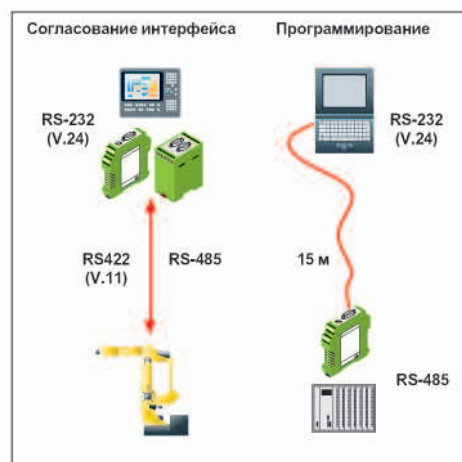 Согласование интерфейса
Программирование
RS-232
(V.24)
RS-232
(V.24)
RS422
(V.11)
RS-485
15 м
RS-485